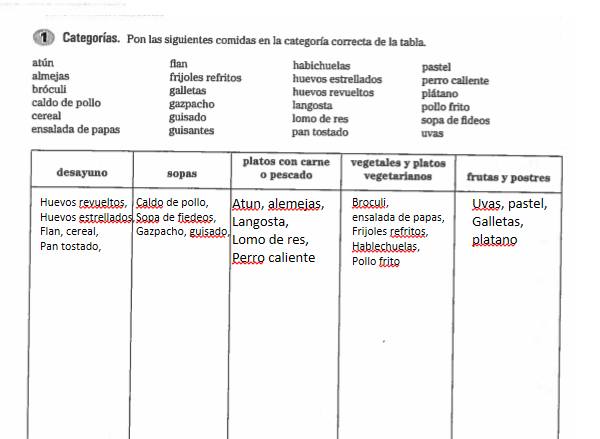 1 Categorías. Pon las siguientes comidas en la categoría correcta de la tabla.
atún
almejas
bróculi
caldo de pollo
cereal
ensalada de papas
flan
frijoles refritos
galletas
gazpacho
guisado
guisantes
habichuelas
huevos estrellados
huevos revueltos
langosta
lomo de res
pan tostado
pastel
perro caliente
plátano
pollo frito
sopa de fideos
uvas
desayuno
Huevos revueltos,
Huevos estrellados,
Flan, cereal,
Pan tostado,
sopas
Caldo de pollo,
Sopa de fiedeos,
Gazpacho, guisado,
platos con carne
o pescado
Atun, alemejas,
Langosta,
Lomo de res,
Perro caliente
vegetales y platos
vegetarianos
Broculi,
ensalada de papas,
Frijoles refritos,
Hablechuelas,
Pollo frito
frutas y postres
Uvas, pastel,
Galletas,
platano